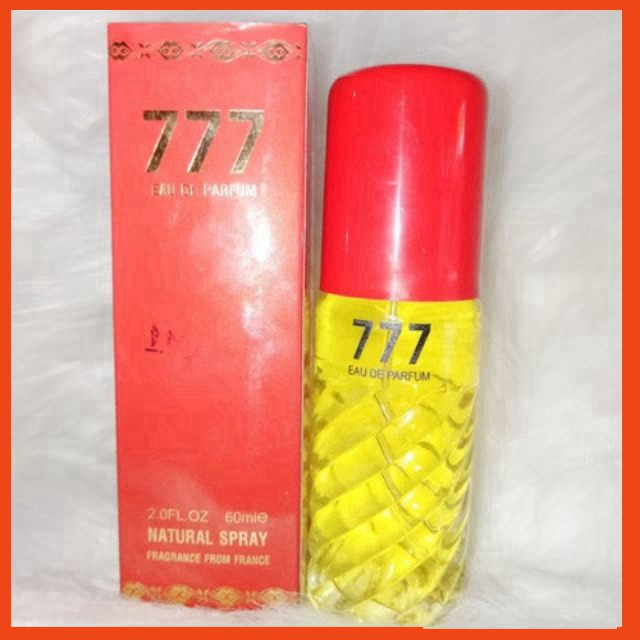 777
EAU DE PARFUM
2.0FL.OZ 60ml℮
NATURAL SPRAY
FRAGRANCE FROM FRANCE
777
EAU DE PARFUM